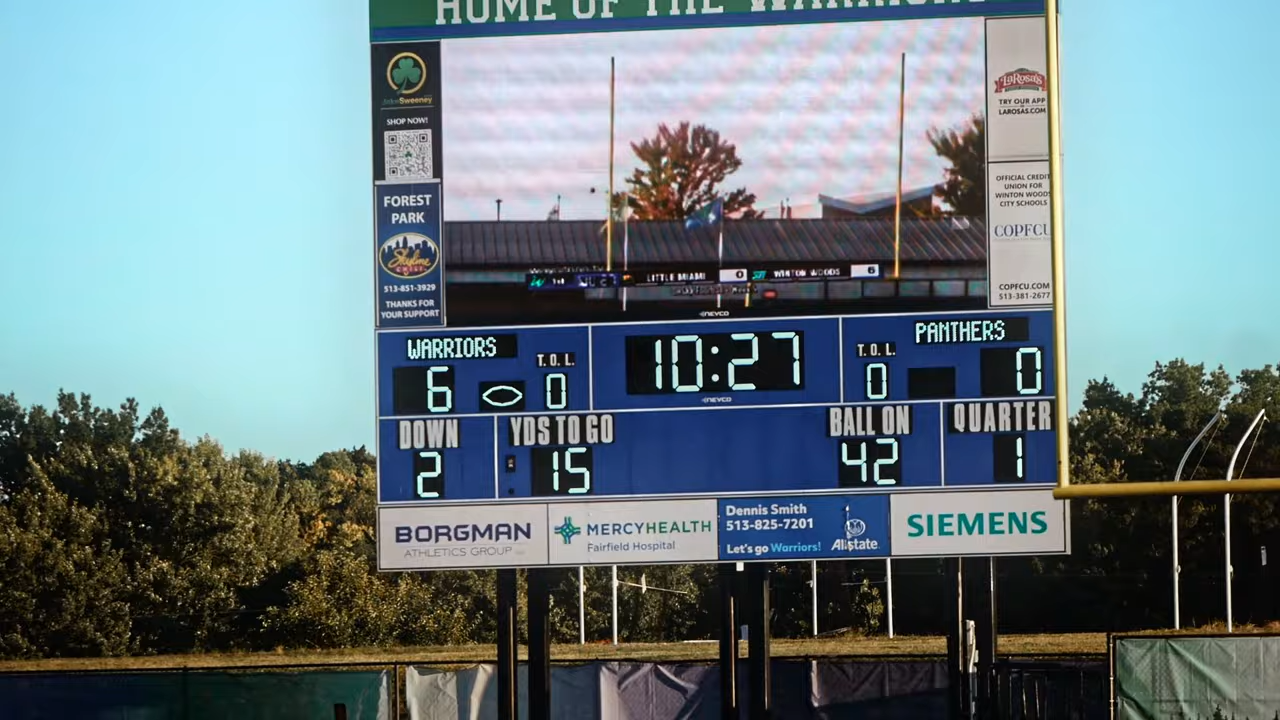 HOME OF THE WARRIORS
JohnSweeney
SHOP NOW!
FOREST
PARK
Skyline
CHILI
513-851-3929
THANKS FOR
YOUR SUPPORT
LaRosa's
TRY OUR APP
LAROSAS.COM
OFFICIAL CREDIT
UNION FOR
WINTON WOODS
CITY SCHOOLS
COPFCU
COPFCU.COM
513-381-2677
1st 10:27 LITTLE MIAMI 0 WINTON WOODS 6
NEVCO
WARRIORS
T.O.L.
6 0
10:27
NEVCO
PANTHERS
T.O.L.
0 0
DOWN
2
YDS TO GO
15
BALL ON
42
QUARTER
1
BORGMAN
ATHLETICS GROUP
MERCYHEALTH
Fairfield Hospital
Dennis Smith
513-825-7201
Let's go Warriors!
Allstate
SIEMENS